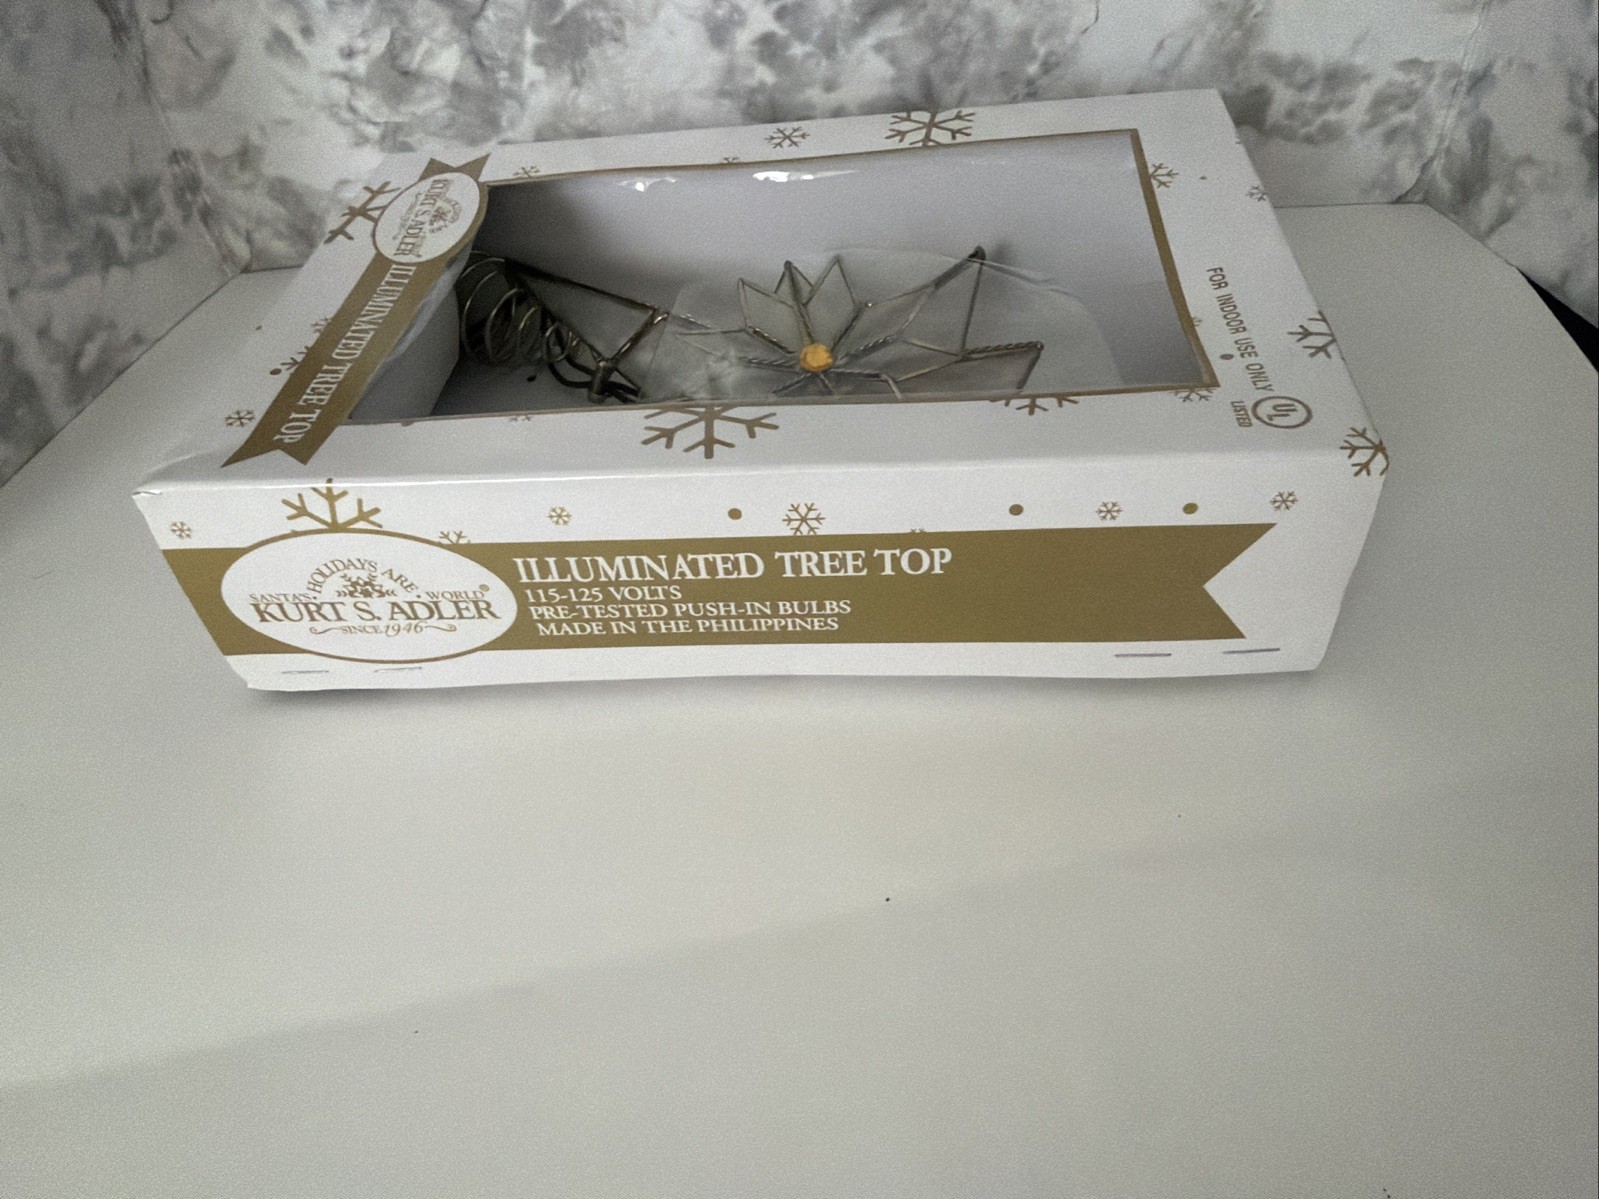 KURT S. ADLER
ILLUMINATED TREE TOP
FOR INDOOR USE ONLY
UL
LISTED
HOLIDAYS ARE
SANTA'S WORLD®
KURT S. ADLER
SINCE 1946
ILLUMINATED TREE TOP
115-125 VOLTS
PRE-TESTED PUSH-IN BULBS
MADE IN THE PHILIPPINES